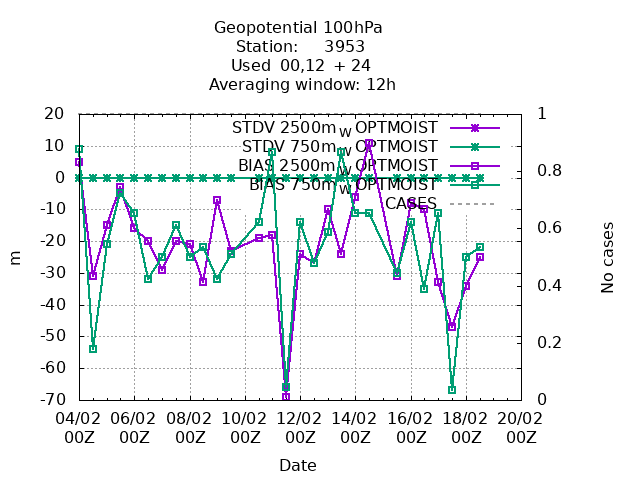 Geopotential 100hPa
Station: 3953
Used 00,12 + 24
Averaging window: 12h
20 1
STDV 2500m W OPTMOIST
10 STDV 750m W OPTMOIST
BIAS 2500m W OPTMOIST
0 BIAS 750m W OPTMOIST 0.8
-10 CASES
-20 0.6
-30
-40 0.4
-50 0.2
-60
-70 0
m
No cases
04/02 06/02 08/02 10/02 12/02 14/02 16/02 18/02 20/02
00Z 00Z 00Z 00Z 00Z 00Z 00Z 00Z 00Z
Date